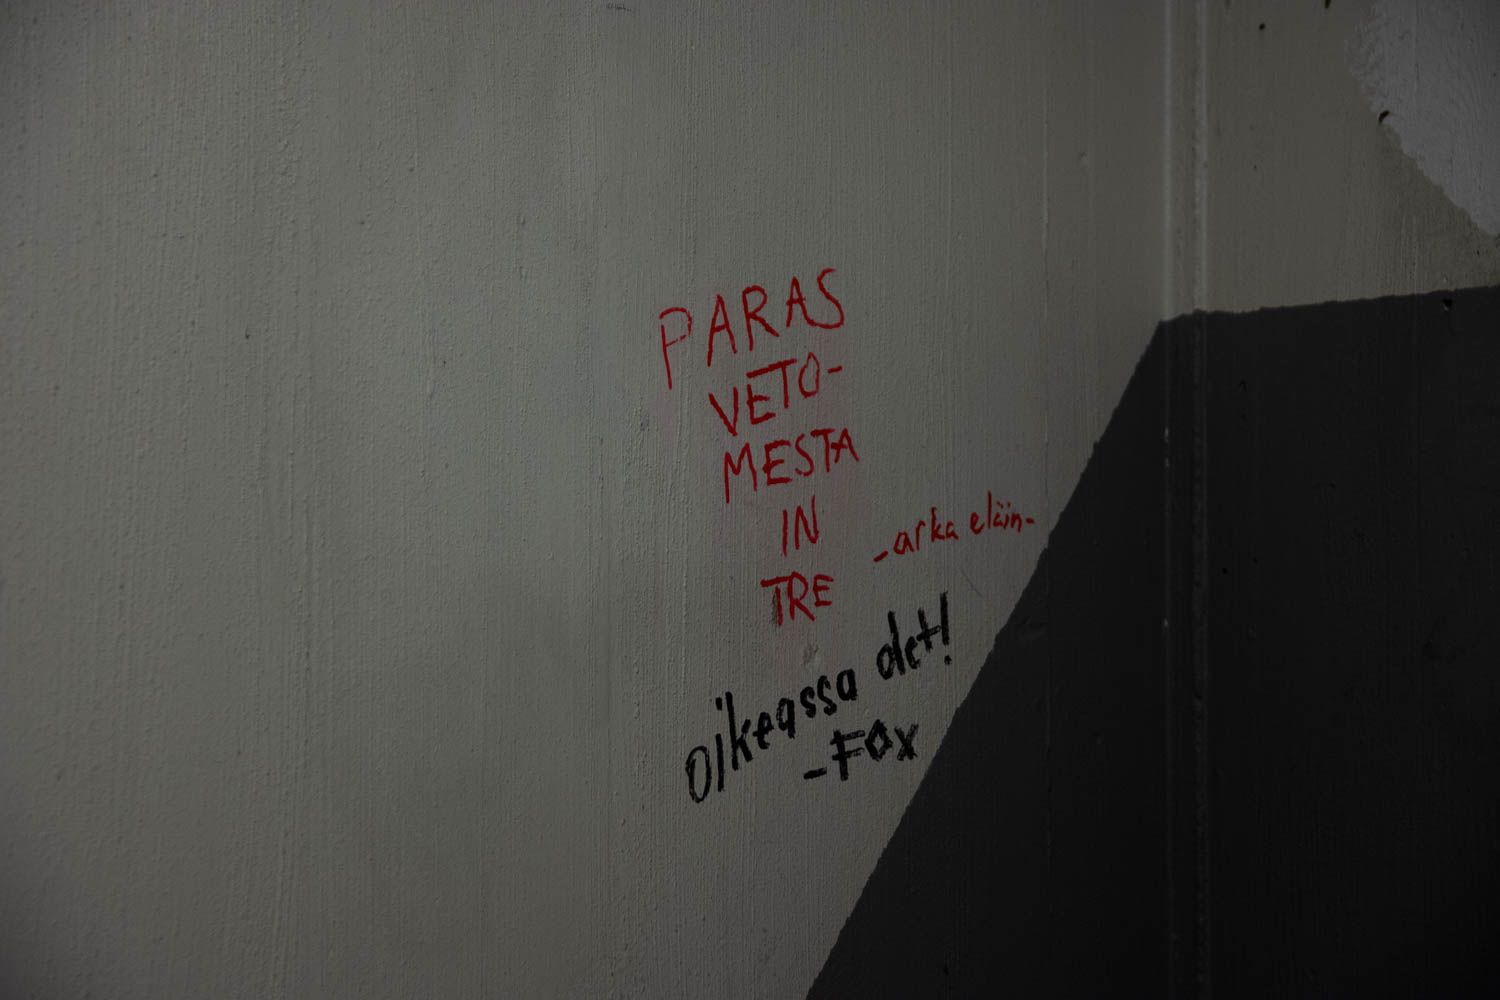 PARAS
VETO-
MESTA
IN
TRE
-arka eläin-
oikeassa olet!
-FOX